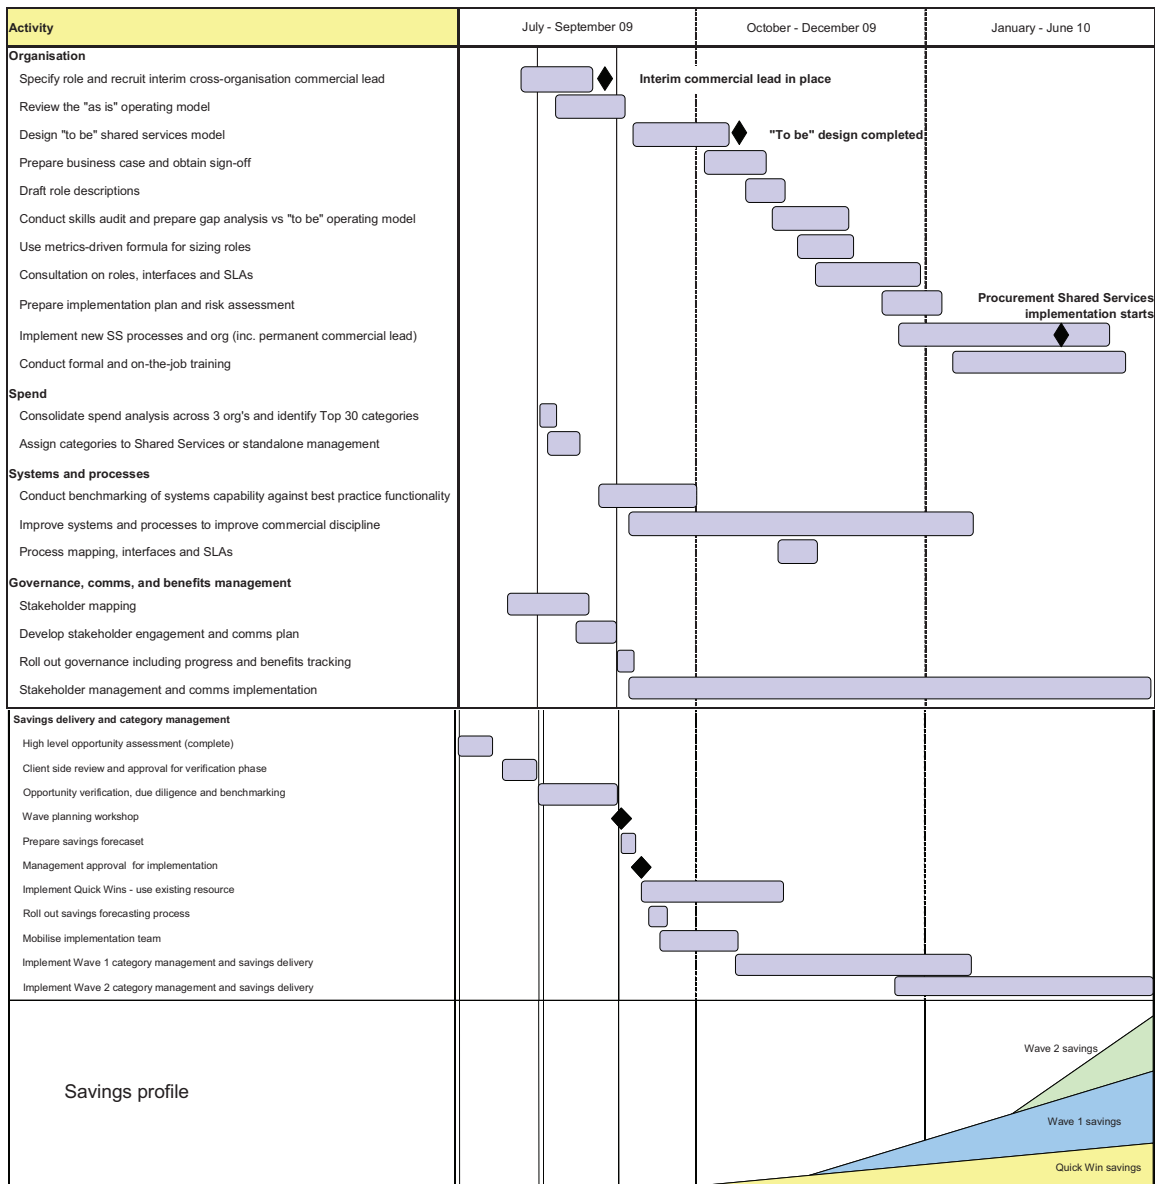 Activity
July - September 09
October - December 09
January - June 10
Organisation
Specify role and recruit interim cross-organisation commercial lead
Interim commercial lead in place
Review the "as is" operating model
Design "to be" shared services model
"To be" design completed
Prepare business case and obtain sign-off
Draft role descriptions
Conduct skills audit and prepare gap analysis vs "to be" operating model
Use metrics-driven formula for sizing roles
Consultation on roles, interfaces and SLAs
Prepare implementation plan and risk assessment
Procurement Shared Services
implementation starts
Implement new SS processes and org (inc. permanent commercial lead)
Conduct formal and on-the-job training
Spend
Consolidate spend analysis across 3 org's and identify Top 30 categories
Assign categories to Shared Services or standalone management
Systems and processes
Conduct benchmarking of systems capability against best practice functionality
Improve systems and processes to improve commercial discipline
Process mapping, interfaces and SLAs
Governance, comms, and benefits management
Stakeholder mapping
Develop stakeholder engagement and comms plan
Roll out governance including progress and benefits tracking
Stakeholder management and comms implementation
Savings delivery and category management
High level opportunity assessment (complete)
Client side review and approval for verification phase
Opportunity verification, due diligence and benchmarking
Wave planning workshop
Prepare savings forecaset
Management approval  for implementation
Implement Quick Wins - use existing resource
Roll out savings forecasting process
Mobilise implementation team
Implement Wave 1 category management and savings delivery
Implement Wave 2 category management and savings delivery
Savings profile
Wave 2 savings
Wave 1 savings
Quick Win savings